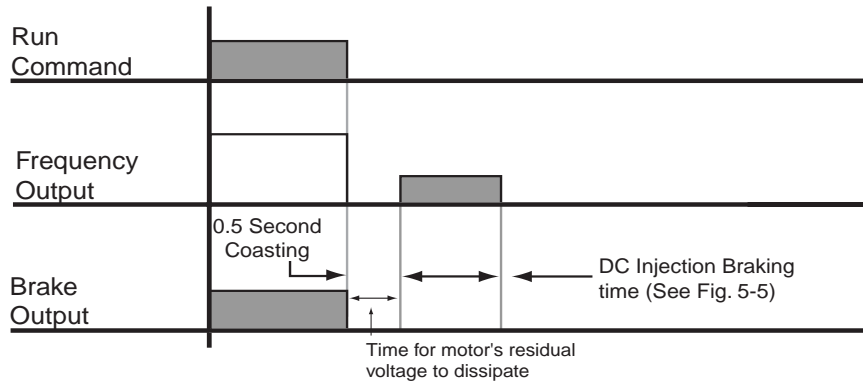 Run
Command
Frequency
Output
0.5 Second
Coasting
DC Injection Braking
time (See Fig. 5-5)
Brake
Output
Time for motor's residual
voltage to dissipate